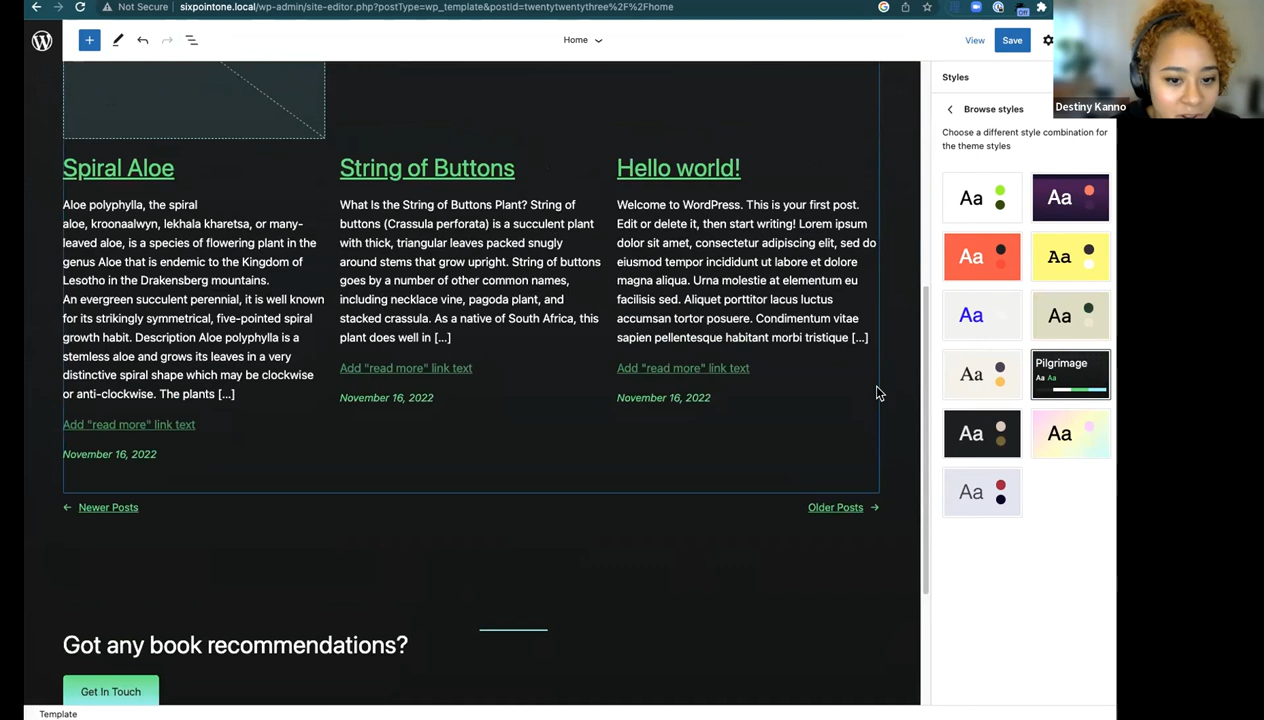 Not Secure sixpointone.local/wp-admin/site-editor.php?postType=wp_template&postId=twentytwentythree%2F%2Fhome
Off
Home
View
Save
Styles
Destiny Kanno
Browse styles
Choose a different style combination for
the theme styles
Aa
Aa
Aa
Aa
Aa
Aa
Aa
Pilgrimage
Aa Aa
Aa
Aa
Aa
Spiral Aloe
Aloe polyphylla, the spiral
aloe, kroonaalwyn, lekhala kharetsa, or many-
leaved aloe, is a species of flowering plant in the
genus Aloe that is endemic to the Kingdom of
Lesotho in the Drakensberg mountains.
An evergreen succulent perennial, it is well known
for its strikingly symmetrical, five-pointed spiral
growth habit. Description Aloe polyphylla is a
stemless aloe and grows its leaves in a very
distinctive spiral shape which may be clockwise
or anti-clockwise. The plants [...]
Add "read more" link text
November 16, 2022
String of Buttons
What Is the String of Buttons Plant? String of
buttons (Crassula perforata) is a succulent plant
with thick, triangular leaves packed snugly
around stems that grow upright. String of buttons
goes by a number of other common names,
including necklace vine, pagoda plant, and
stacked crassula. As a native of South Africa, this
plant does well in [...]
Add "read more" link text
November 16, 2022
Hello world!
Welcome to WordPress. This is your first post.
Edit or delete it, then start writing! Lorem ipsum
dolor sit amet, consectetur adipiscing elit, sed do
eiusmod tempor incididunt ut labore et dolore
magna aliqua. Urna molestie at elementum eu
facilisis sed. Aliquet porttitor lacus luctus
accumsan tortor posuere. Condimentum vitae
sapien pellentesque habitant morbi tristique [...]
Add "read more" link text
November 16, 2022
← Newer Posts
Older Posts →
Got any book recommendations?
Get In Touch
Template